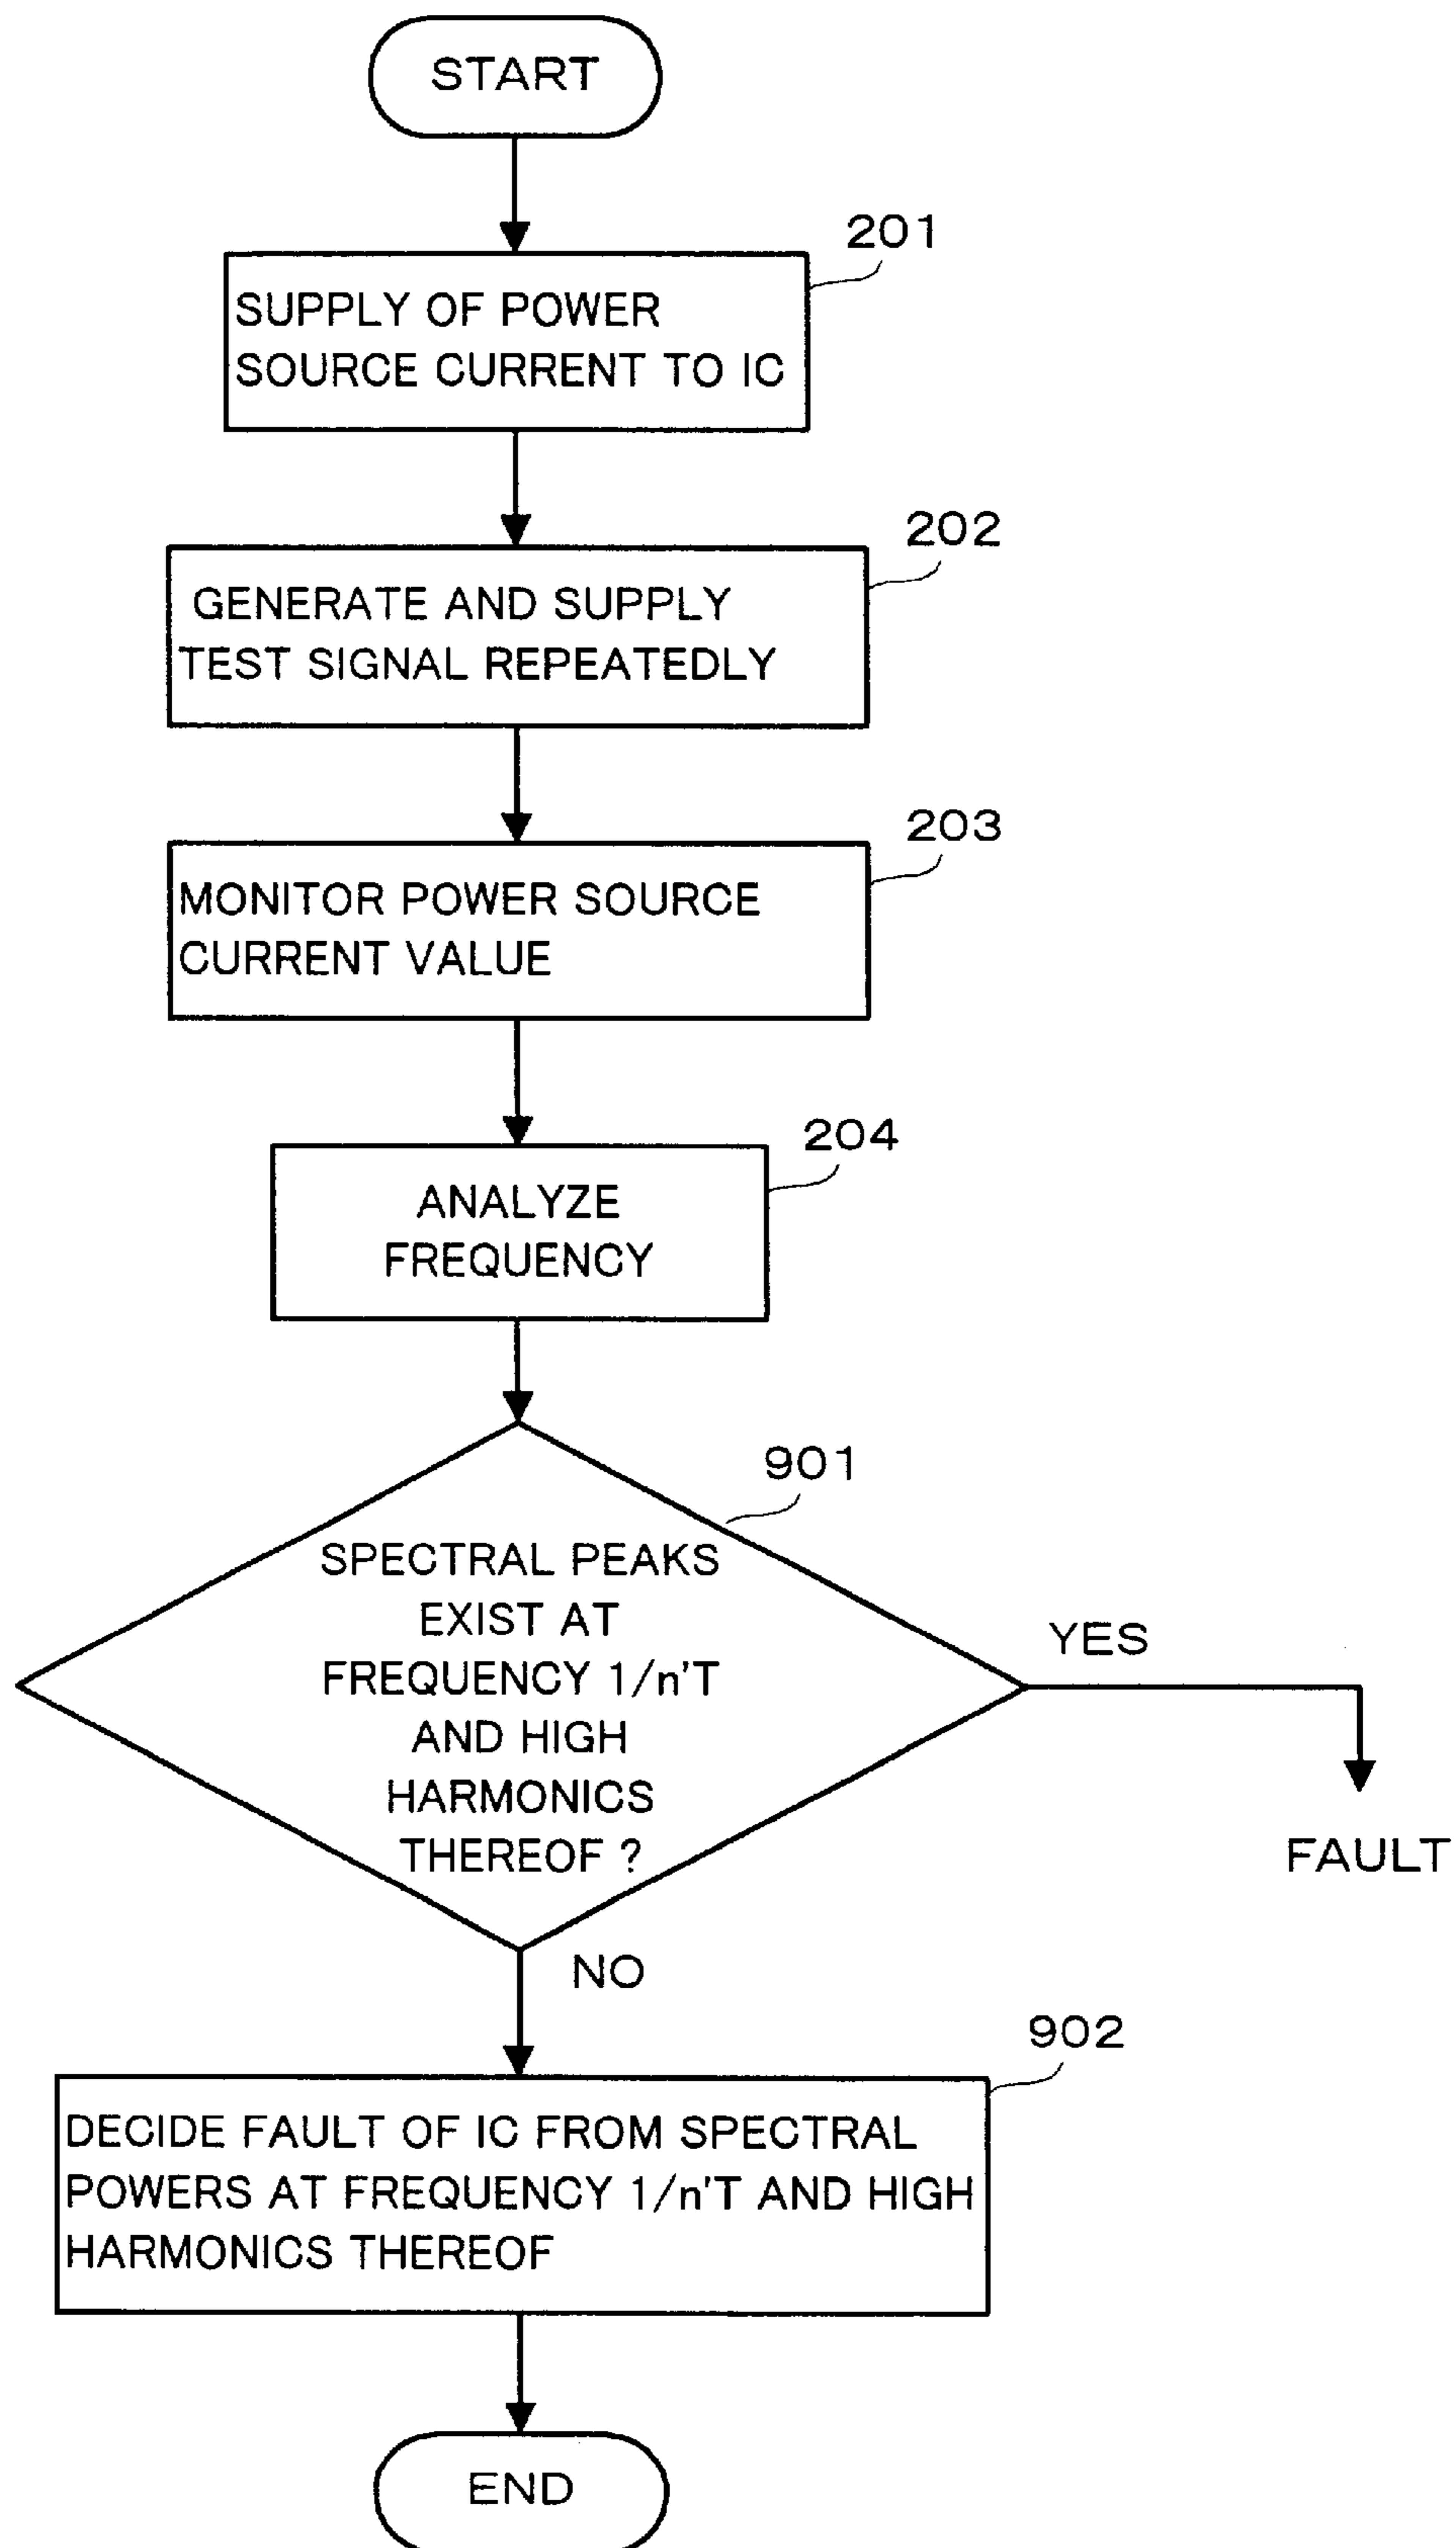 START
201
SUPPLY OF POWER
SOURCE CURRENT TO IC
202
GENERATE AND SUPPLY
TEST SIGNAL REPEATEDLY
203
MONITOR POWER SOURCE
CURRENT VALUE
204
ANALYZE
FREQUENCY
901
SPECTRAL PEAKS
EXIST AT
FREQUENCY 1/n'T
AND HIGH
HARMONICS
THEREOF ?
YES
FAULT
NO
902
DECIDE FAULT OF IC FROM SPECTRAL
POWERS AT FREQUENCY 1/n'T AND HIGH
HARMONICS THEREOF
END